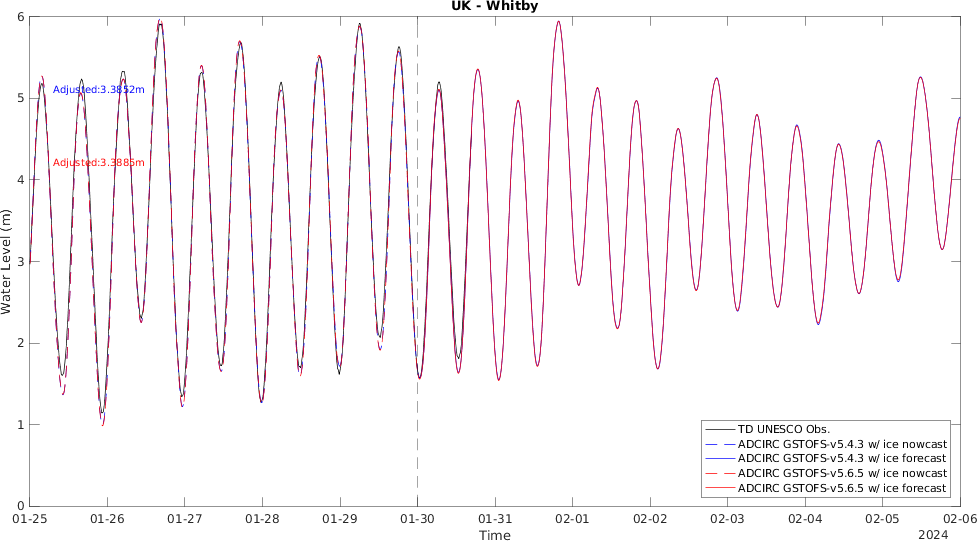 UK - Whitby
6
5
4
3
2
1
0
Water Level (m)
Adjusted:3.3852m
Adjusted:3.3885m
TD UNESCO Obs.
ADCIRC GSTOFS-v5.4.3 w/ ice nowcast
ADCIRC GSTOFS-v5.4.3 w/ ice forecast
ADCIRC GSTOFS-v5.6.5 w/ ice nowcast
ADCIRC GSTOFS-v5.6.5 w/ ice forecast
01-25 01-26 01-27 01-28 01-29 01-30 01-31 02-01 02-02 02-03 02-04 02-05 02-06
Time
2024